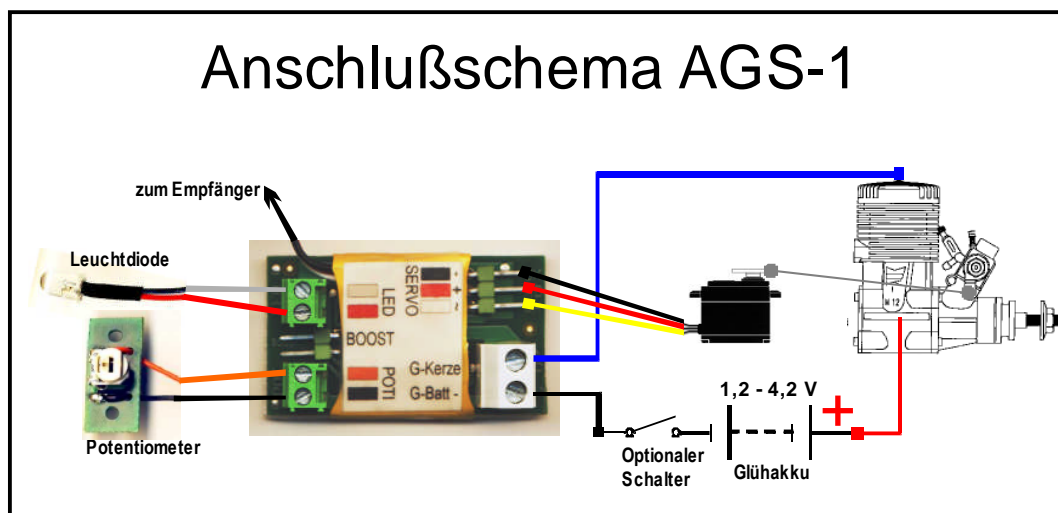 Anschlußschema AGS-1
zum Empfänger
Leuchtdiode
LED
SERVO
BOOST
POTI
G-Kerze
G-Batt -
M 12
1,2 - 4,2 V
+
Optionaler
Schalter
Glühakku
Potentiometer